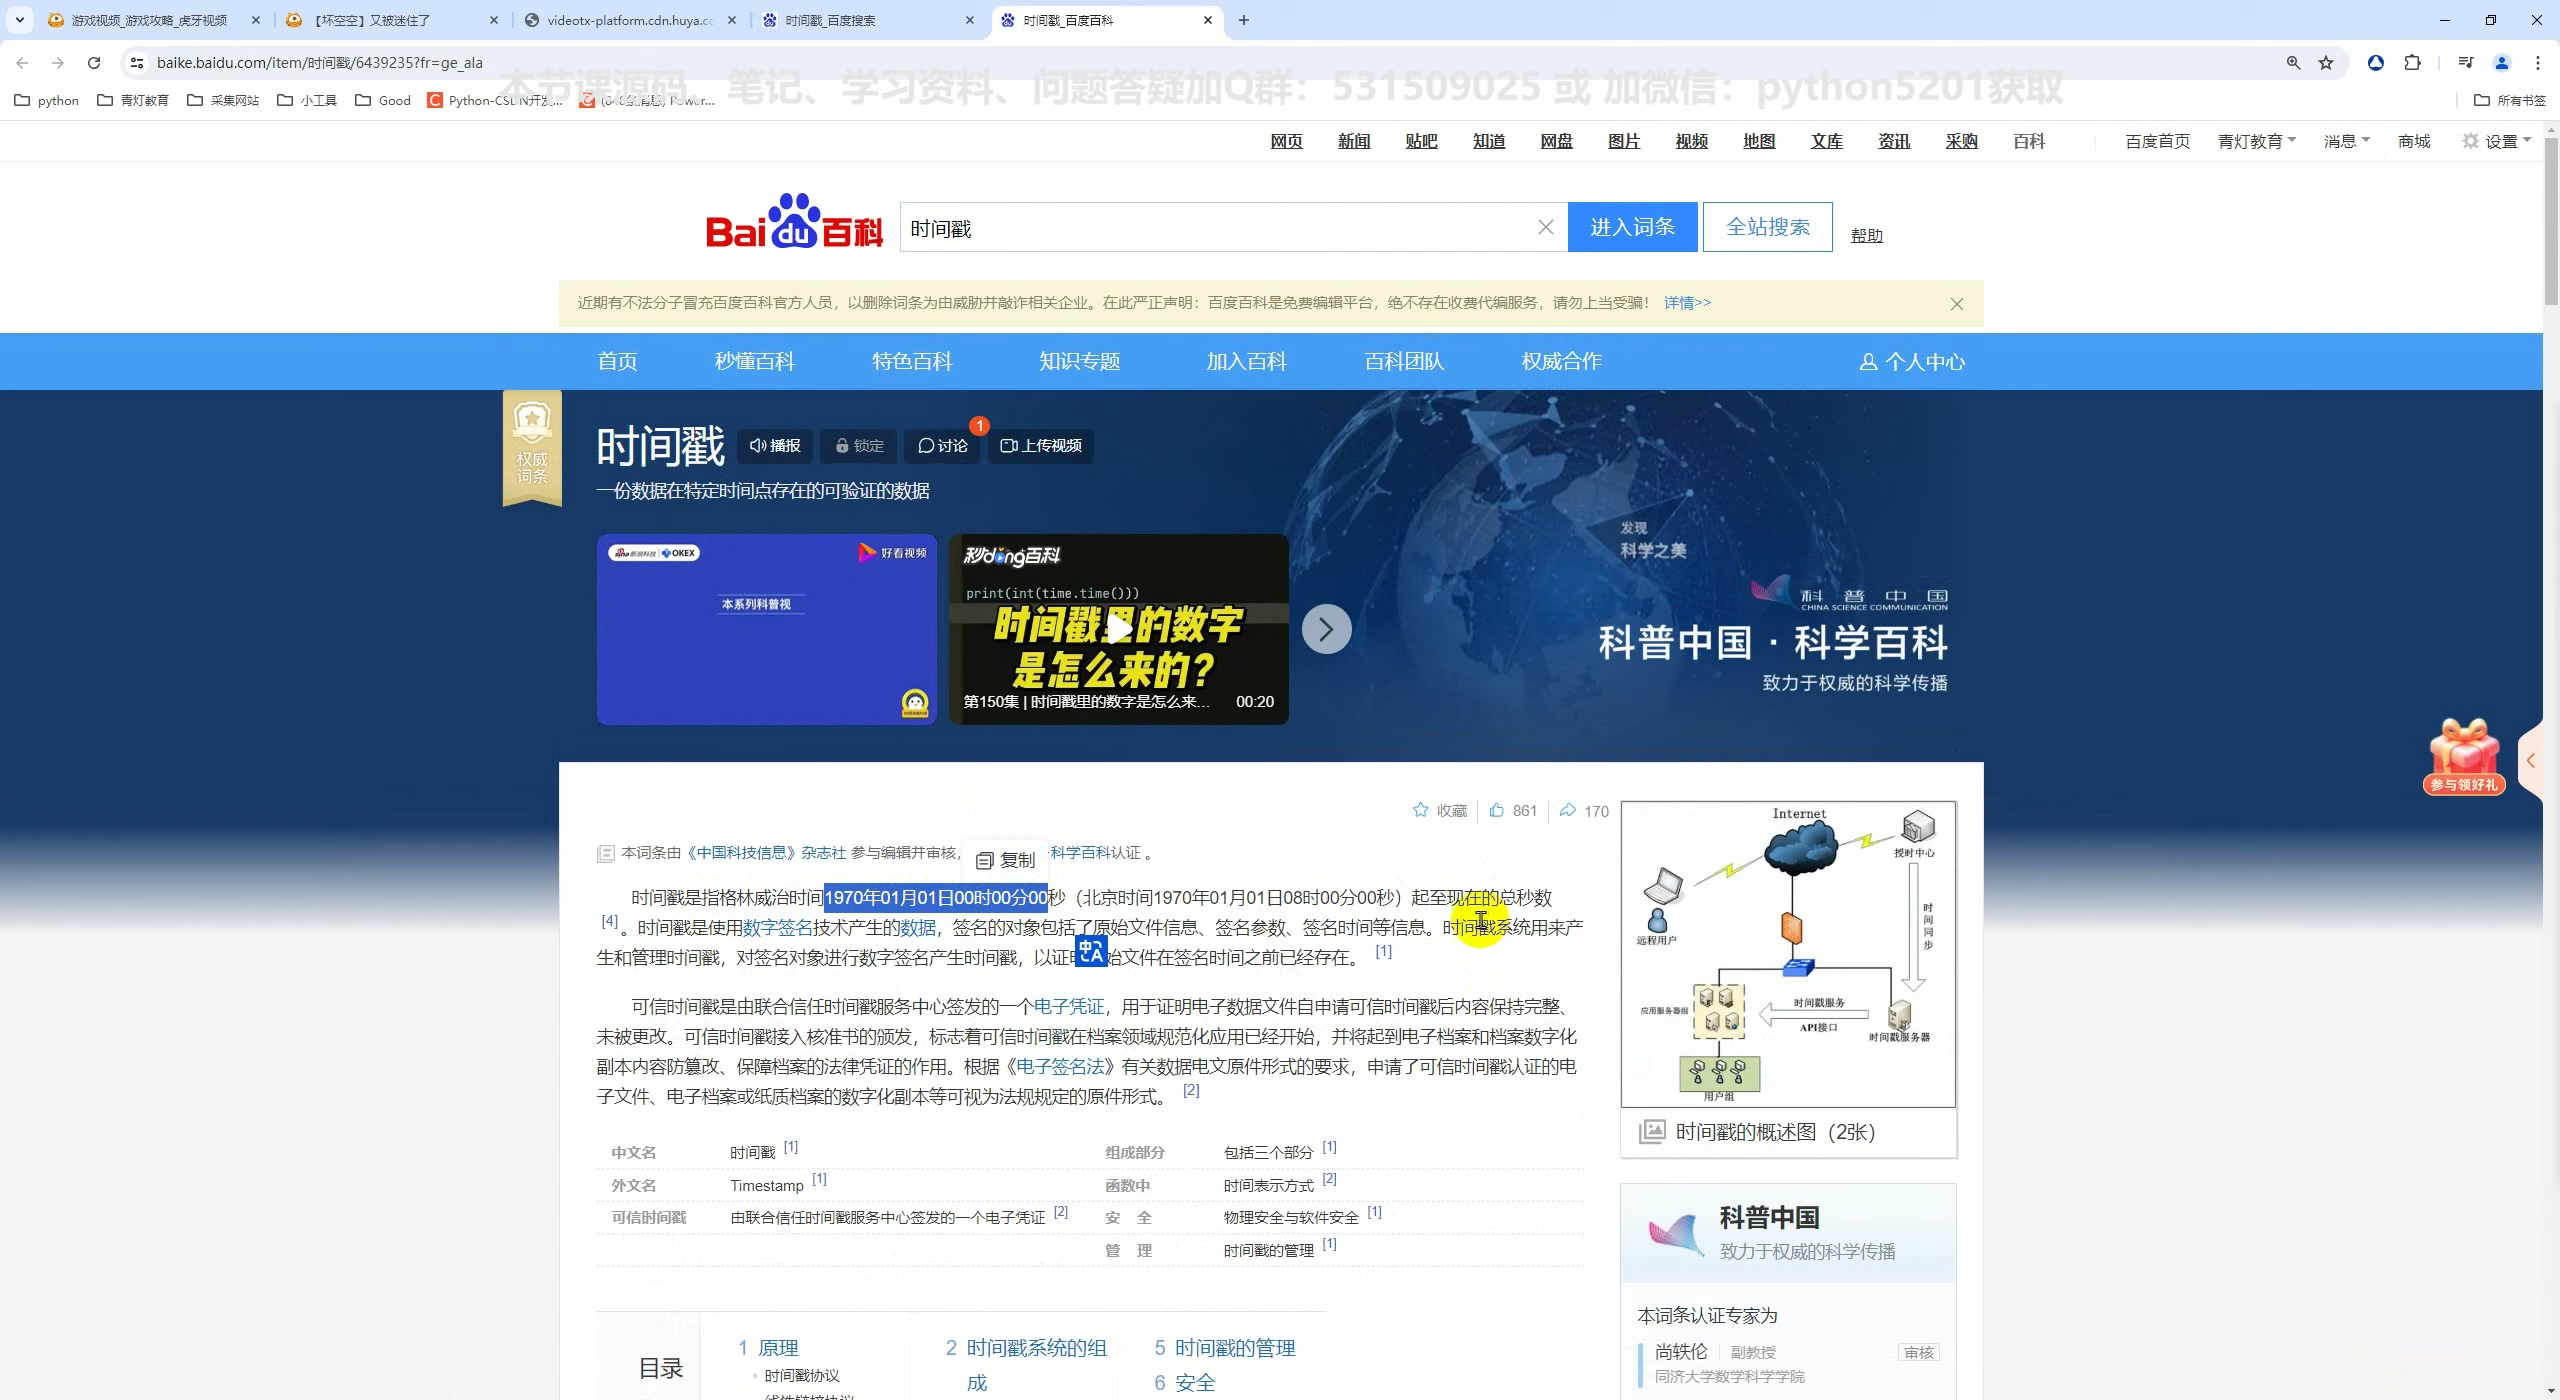 游戏视频_游戏攻略_虎牙视频
【坏空空】又被迷住了
videotx-platform.cdn.huya.cc
时间戳_百度搜索
时间戳_百度百科
baike.baidu.com/item/时间戳/6439235?fr=ge_ala
本节课源码、笔记、学习资料、问题答疑加Q群：531509025 或 加微信：python5201获取
python
青灯教育
采集网站
小工具
Good
所有书签
网页 新闻 贴吧 知道 网盘 图片 视频 地图 文库 资讯 采购 百科
百度首页 青灯教育 消息 商城 设置
Bai du 百科
时间戳
进入词条
全站搜索
帮助
近期有不法分子冒充百度百科官方人员，以删除词条为由威胁并敲诈相关企业。在此严正声明：百度百科是免费编辑平台，绝不存在收费代编服务，请勿上当受骗！ 详情>>
首页 秒懂百科 特色百科 知识专题 加入百科 百科团队 权威合作 个人中心
权威
词条
时间戳
播报
锁定
讨论
1
上传视频
一份数据在特定时间点存在的可验证的数据
OKEX
好看视频
本系列科普视
秒dǒng百科
print(int(time.time()))
时间戳里的数字
是怎么来的？
第150集 | 时间戳里的数字是怎么来... 00:20
发现
科学之美
科普中国
CHINA SCIENCE COMMUNICATION
科普中国·科学百科
致力于权威的科学传播
参与领好礼
收藏 861 170
本词条由《中国科技信息》杂志社 参与编辑并审核，
复制
科学百科认证 。
时间戳是指格林威治时间1970年01月01日00时00分00秒（北京时间1970年01月01日08时00分00秒）起至现在的总秒数
[4] 。时间戳是使用数字签名技术产生的数据，签名的对象包括了原始文件信息、签名参数、签名时间等信息。时间戳系统用来产
生和管理时间戳，对签名对象进行数字签名产生时间戳，以证 始文件在签名时间之前已经存在。 [1]
可信时间戳是由联合信任时间戳服务中心签发的一个电子凭证，用于证明电子数据文件自申请可信时间戳后内容保持完整、
未被更改。可信时间戳接入核准书的颁发，标志着可信时间戳在档案领域规范化应用已经开始，并将起到电子档案和档案数字化
副本内容防篡改、保障档案的法律凭证的作用。根据《电子签名法》有关数据电文原件形式的要求，申请了可信时间戳认证的电
子文件、电子档案或纸质档案的数字化副本等可视为法规规定的原件形式。 [2]
中文名 时间戳 [1] 组成部分 包括三个部分 [1]
外文名 Timestamp [1] 函数中 时间表示方式 [2]
可信时间戳 由联合信任时间戳服务中心签发的一个电子凭证 [2] 安 全 物理安全与软件安全 [1]
管 理 时间戳的管理 [1]
目录
1 原理
时间戳协议
2 时间戳系统的组
成
5 时间戳的管理
6 安全
Internet
授时中心
远程用户
时间同步
应用服务器组
时间戳服务
API接口
时间戳服务器
用户组
时间戳的概述图（2张）
科普中国
致力于权威的科学传播
本词条认证专家为
尚轶伦 副教授 审核
同济大学数学科学学院